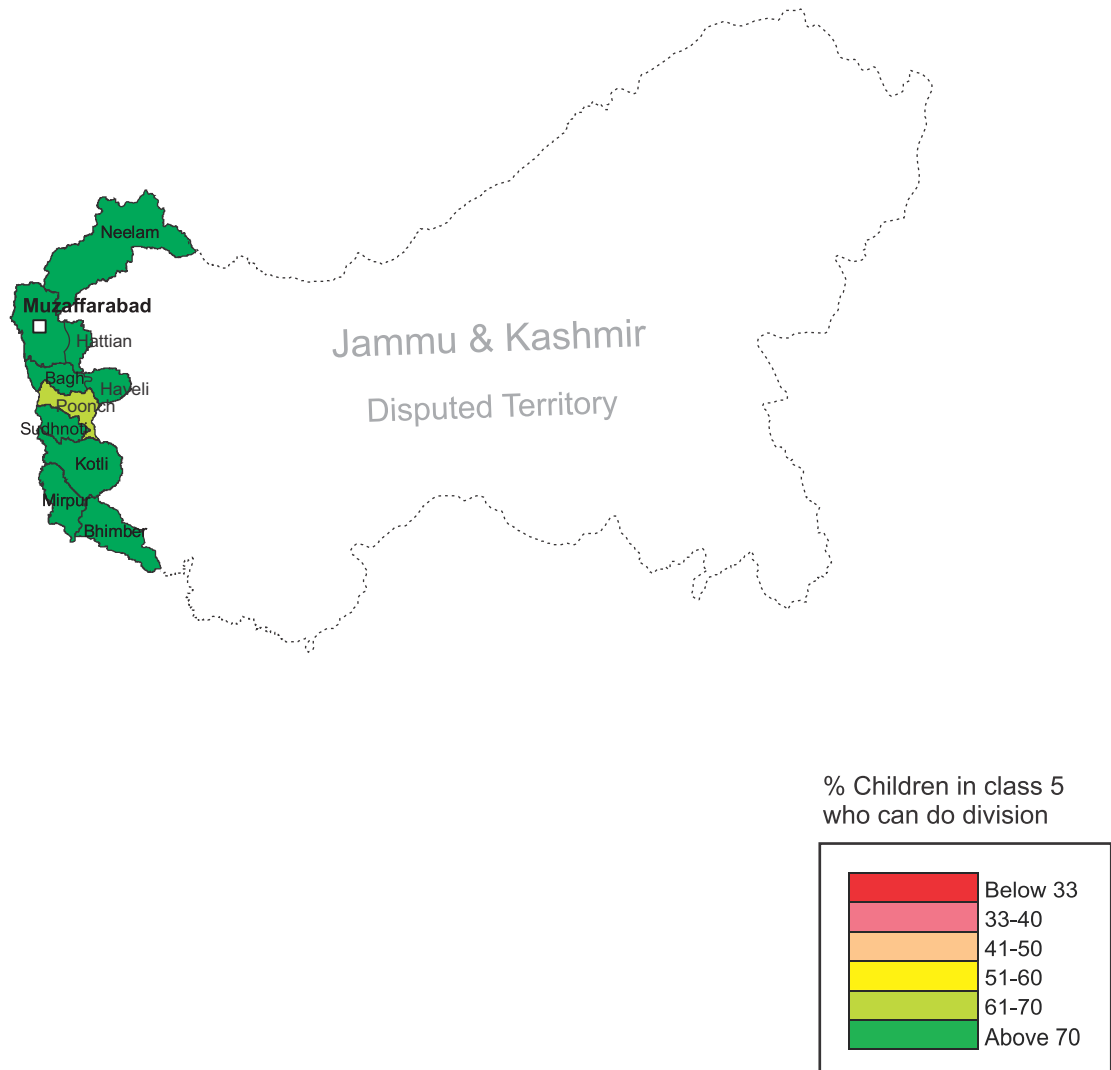 Neelam
Muzaffarabad
Jammu & Kashmir
Hattian
Bagh
Haveli
Disputed Territory
Poonch
Sudhnoti
Kotli
Mirpur
Bhimber
% Children in class 5
who can do division
Below 33
33-40
41-50
51-60
61-70
Above 70